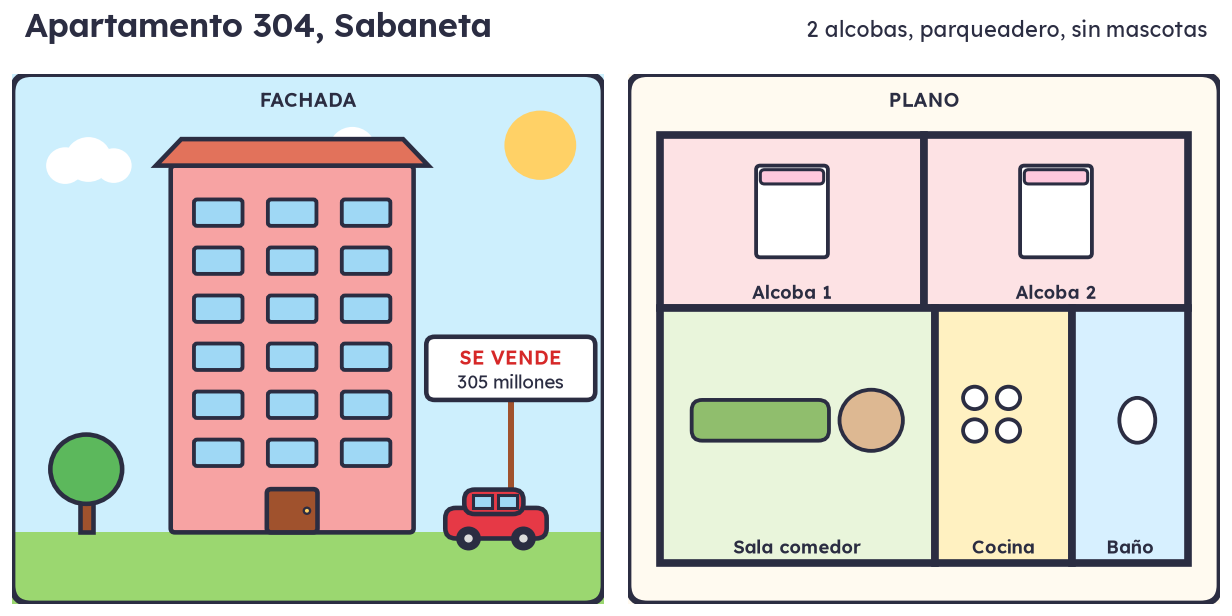 Apartamento 304, Sabaneta
2 alcobas, parqueadero, sin mascotas
FACHADA
SE VENDE
305 millones
PLANO
Alcoba 1
Alcoba 2
Sala comedor
Cocina
Baño